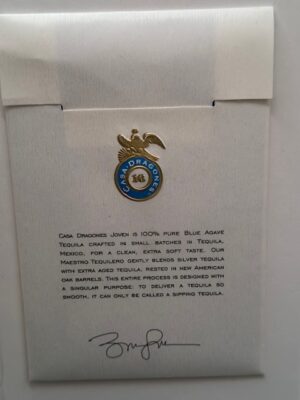 CASA DRAGONES
16
CASA DRAGONES JOVEN IS 100% PURE BLUE AGAVE
TEQUILA CRAFTED IN SMALL BATCHES IN TEQUILA,
MEXICO, FOR A CLEAN, EXTRA SOFT TASTE. OUR
MAESTRO TEQUILERO GENTLY BLENDS SILVER TEQUILA
WITH EXTRA AGED TEQUILA, RESTED IN NEW AMERICAN
OAK BARRELS. THIS ENTIRE PROCESS IS DESIGNED WITH
A SINGULAR PURPOSE: TO DELIVER A TEQUILA SO
SMOOTH, IT CAN ONLY BE CALLED A SIPPING TEQUILA.